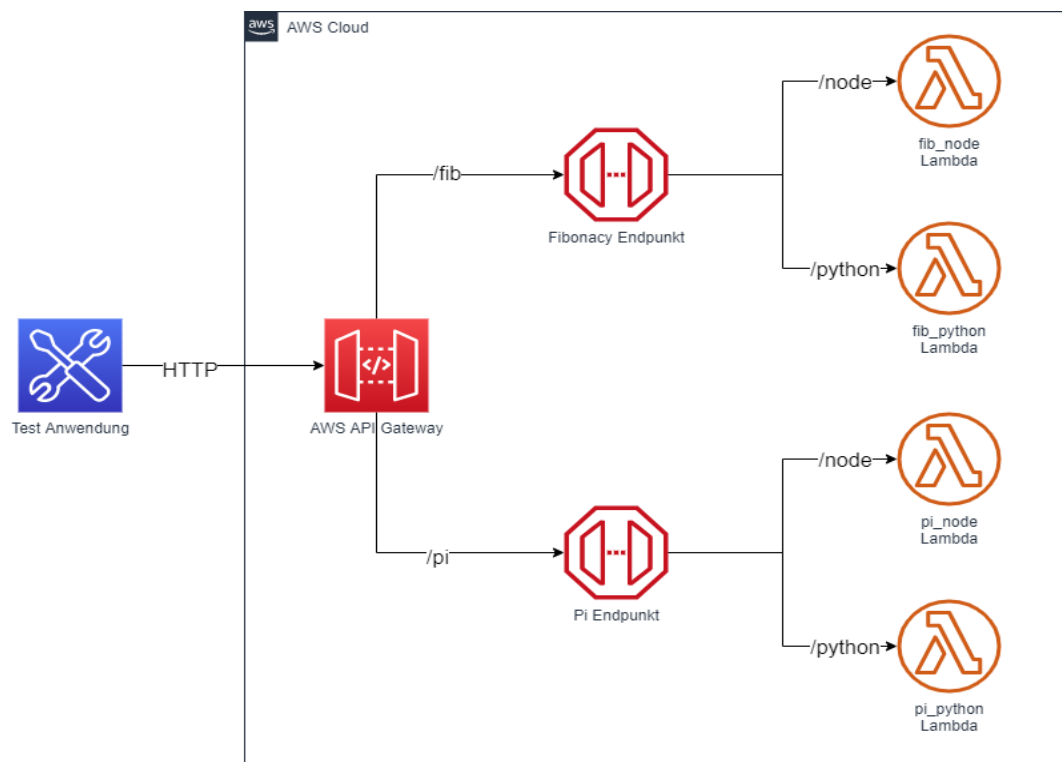 aws
AWS Cloud
/node
fib_node
Lambda
/fib
Fibonacy Endpunkt
/python
fib_python
Lambda
HTTP
</>
Test Anwendung
AWS API Gateway
/node
pi_node
Lambda
/pi
Pi Endpunkt
/python
pi_python
Lambda